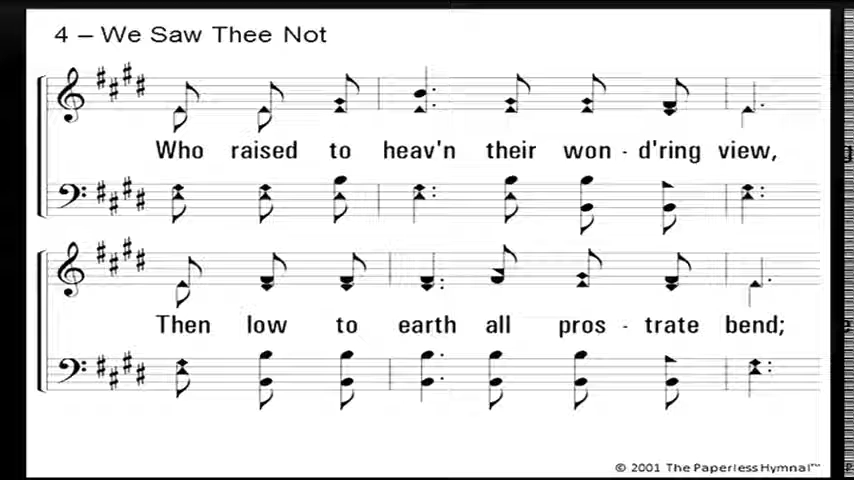 4 – We Saw Thee Not
Who raised to heav'n their won - d'ring view,
Then low to earth all pros - trate bend;
© 2001 The Paperless Hymnal™